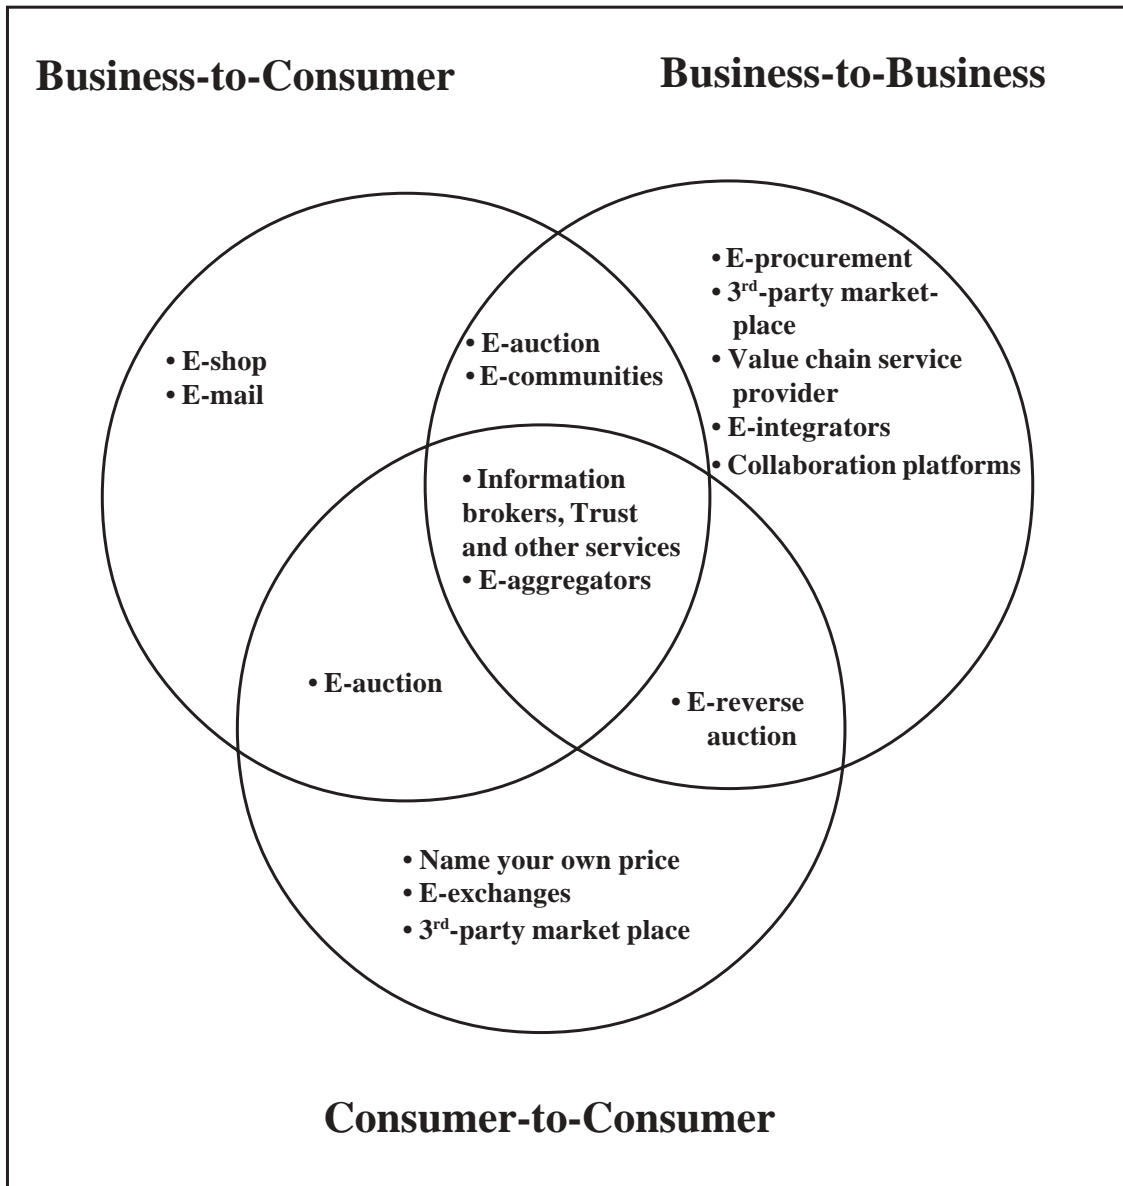 Business-to-Consumer
Business-to-Business
• E-procurement
• 3rd-party market-
place
• Value chain service
provider
• E-integrators
• Collaboration platforms
• E-auction
• E-communities
• E-shop
• E-mail
• Information
brokers, Trust
and other services
• E-aggregators
• E-auction
• E-reverse
auction
• Name your own price
• E-exchanges
• 3rd-party market place
Consumer-to-Consumer